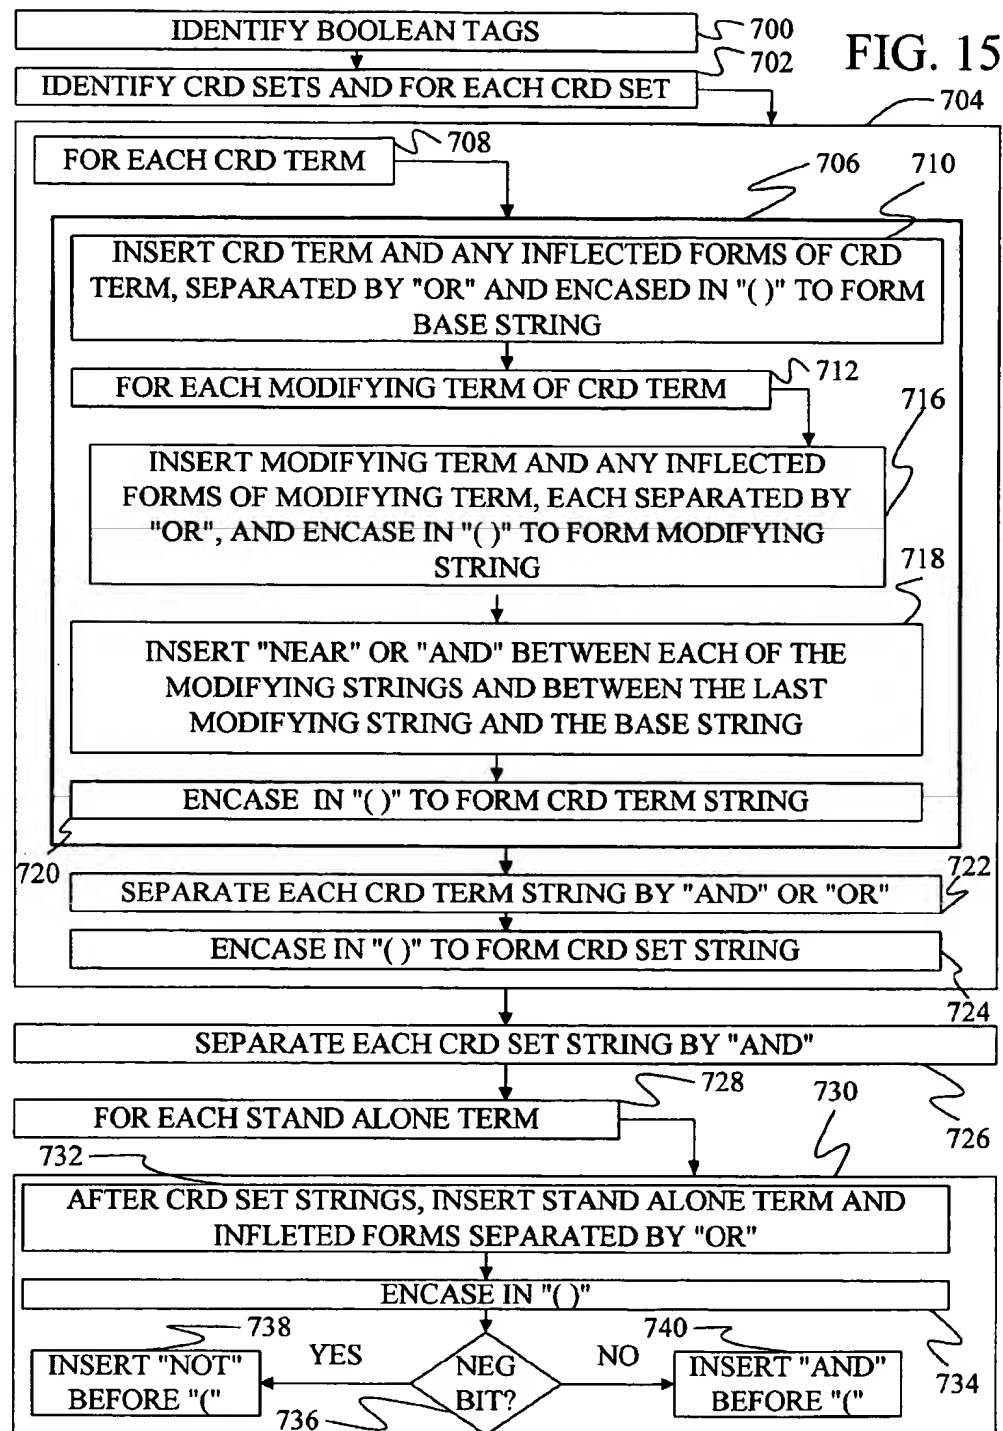 IDENTIFY BOOLEAN TAGS
700
FIG. 15
702
IDENTIFY CRD SETS AND FOR EACH CRD SET
704
708
FOR EACH CRD TERM
706
710
INSERT CRD TERM AND ANY INFLECTED FORMS OF CRD
TERM, SEPARATED BY "OR" AND ENCASED IN "( )" TO FORM
BASE STRING
712
FOR EACH MODIFYING TERM OF CRD TERM
716
INSERT MODIFYING TERM AND ANY INFLECTED
FORMS OF MODIFYING TERM, EACH SEPARATED BY
"OR", AND ENCASE IN "( )" TO FORM MODIFYING
STRING
718
INSERT "NEAR" OR "AND" BETWEEN EACH OF THE
MODIFYING STRINGS AND BETWEEN THE LAST
MODIFYING STRING AND THE BASE STRING
ENCASE IN "( )" TO FORM CRD TERM STRING
720
722
SEPARATE EACH CRD TERM STRING BY "AND" OR "OR"
ENCASE IN "( )" TO FORM CRD SET STRING
724
SEPARATE EACH CRD SET STRING BY "AND"
728
FOR EACH STAND ALONE TERM
730
726
732
AFTER CRD SET STRINGS, INSERT STAND ALONE TERM AND
INFLETED FORMS SEPARATED BY "OR"
ENCASE IN "( )"
738
740
734
INSERT "NOT"
BEFORE "("
YES
NEG
BIT?
NO
INSERT "AND"
BEFORE "("
736